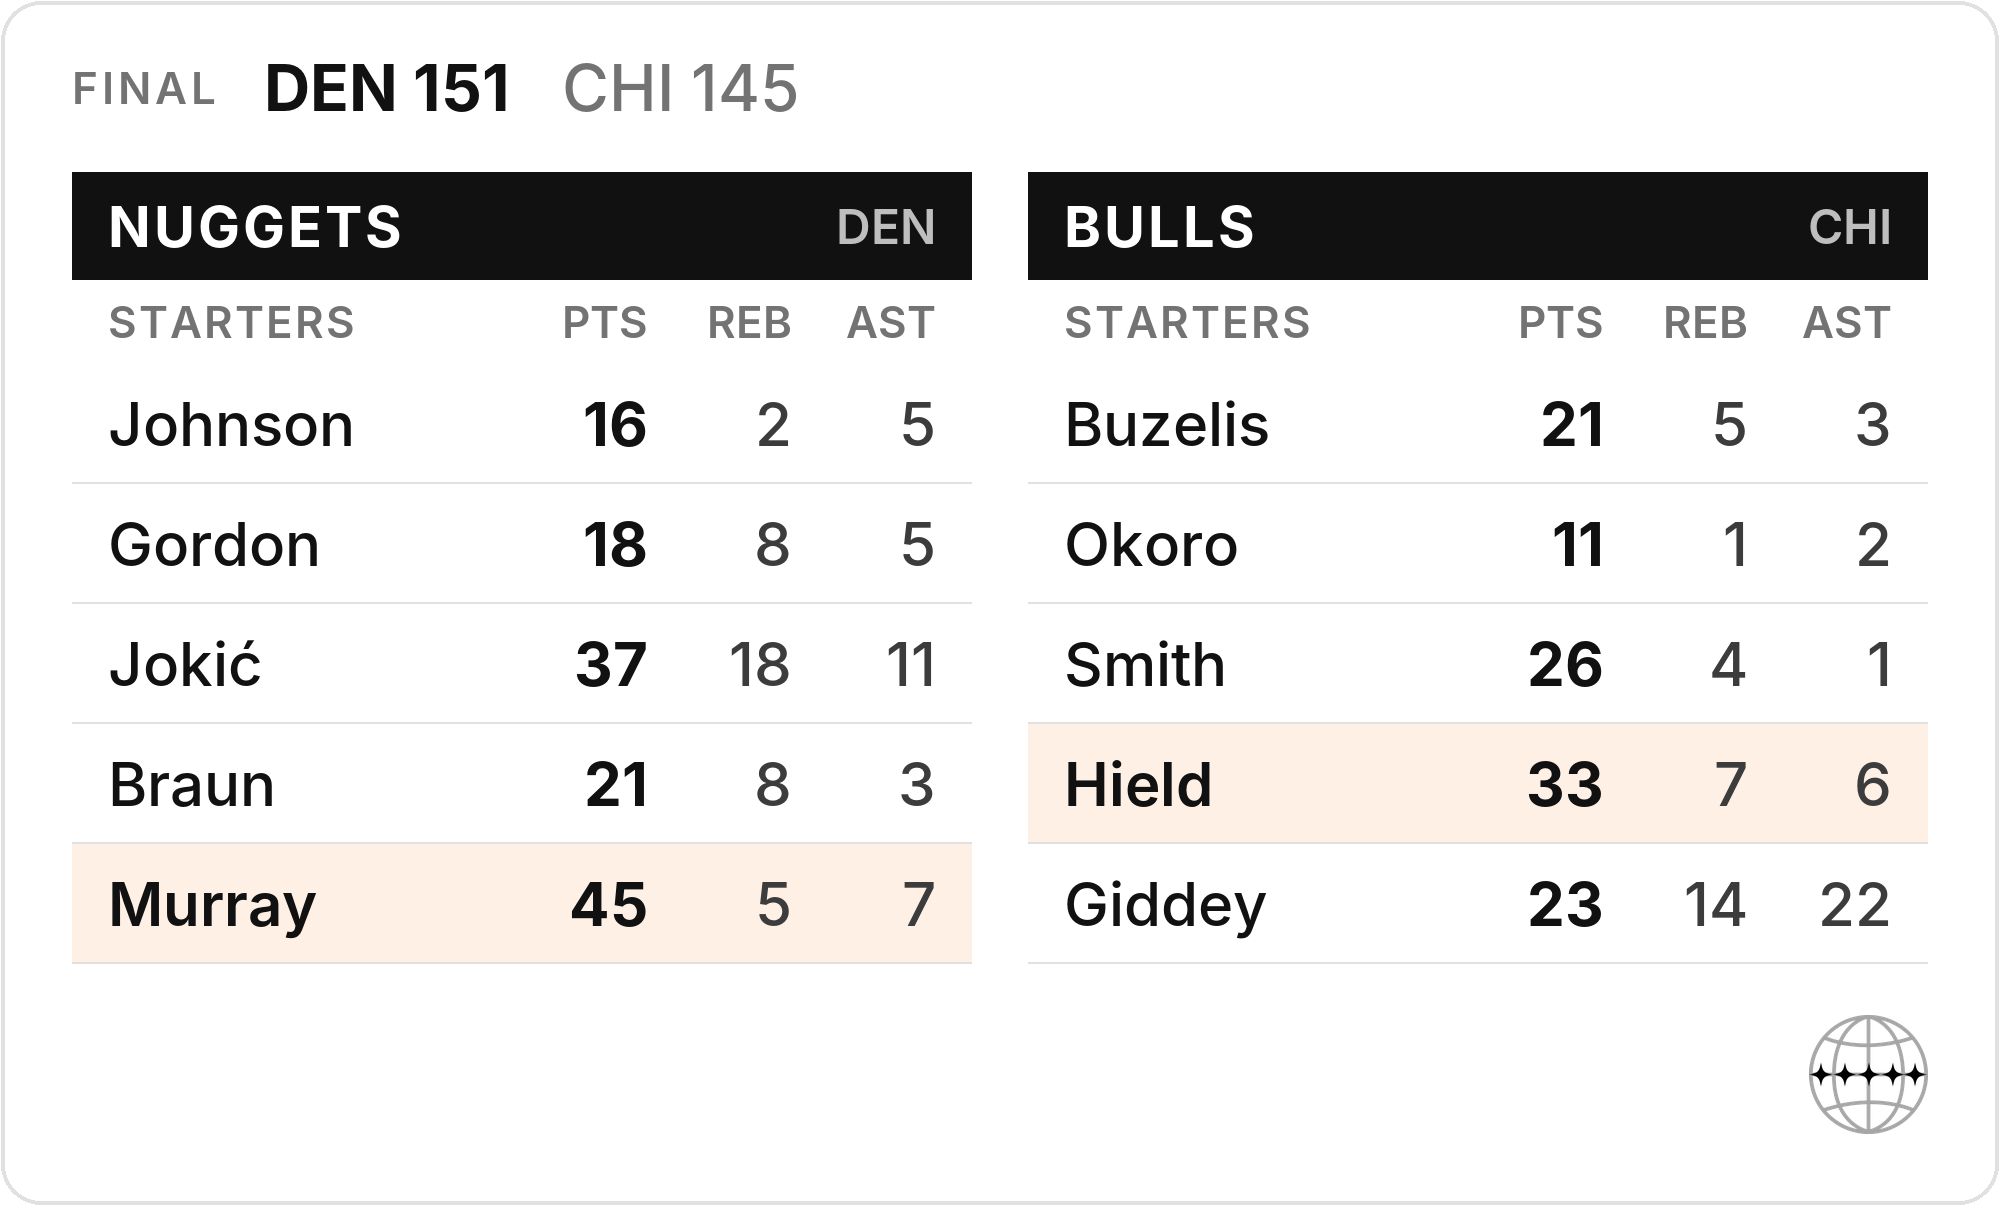 FINAL DEN 151 CHI 145
NUGGETS DEN
STARTERS PTS REB AST
Johnson 16 2 5
Gordon 18 8 5
Jokić 37 18 11
Braun 21 8 3
Murray 45 5 7
BULLS CHI
STARTERS PTS REB AST
Buzelis 21 5 3
Okoro 11 1 2
Smith 26 4 1
Hield 33 7 6
Giddey 23 14 22